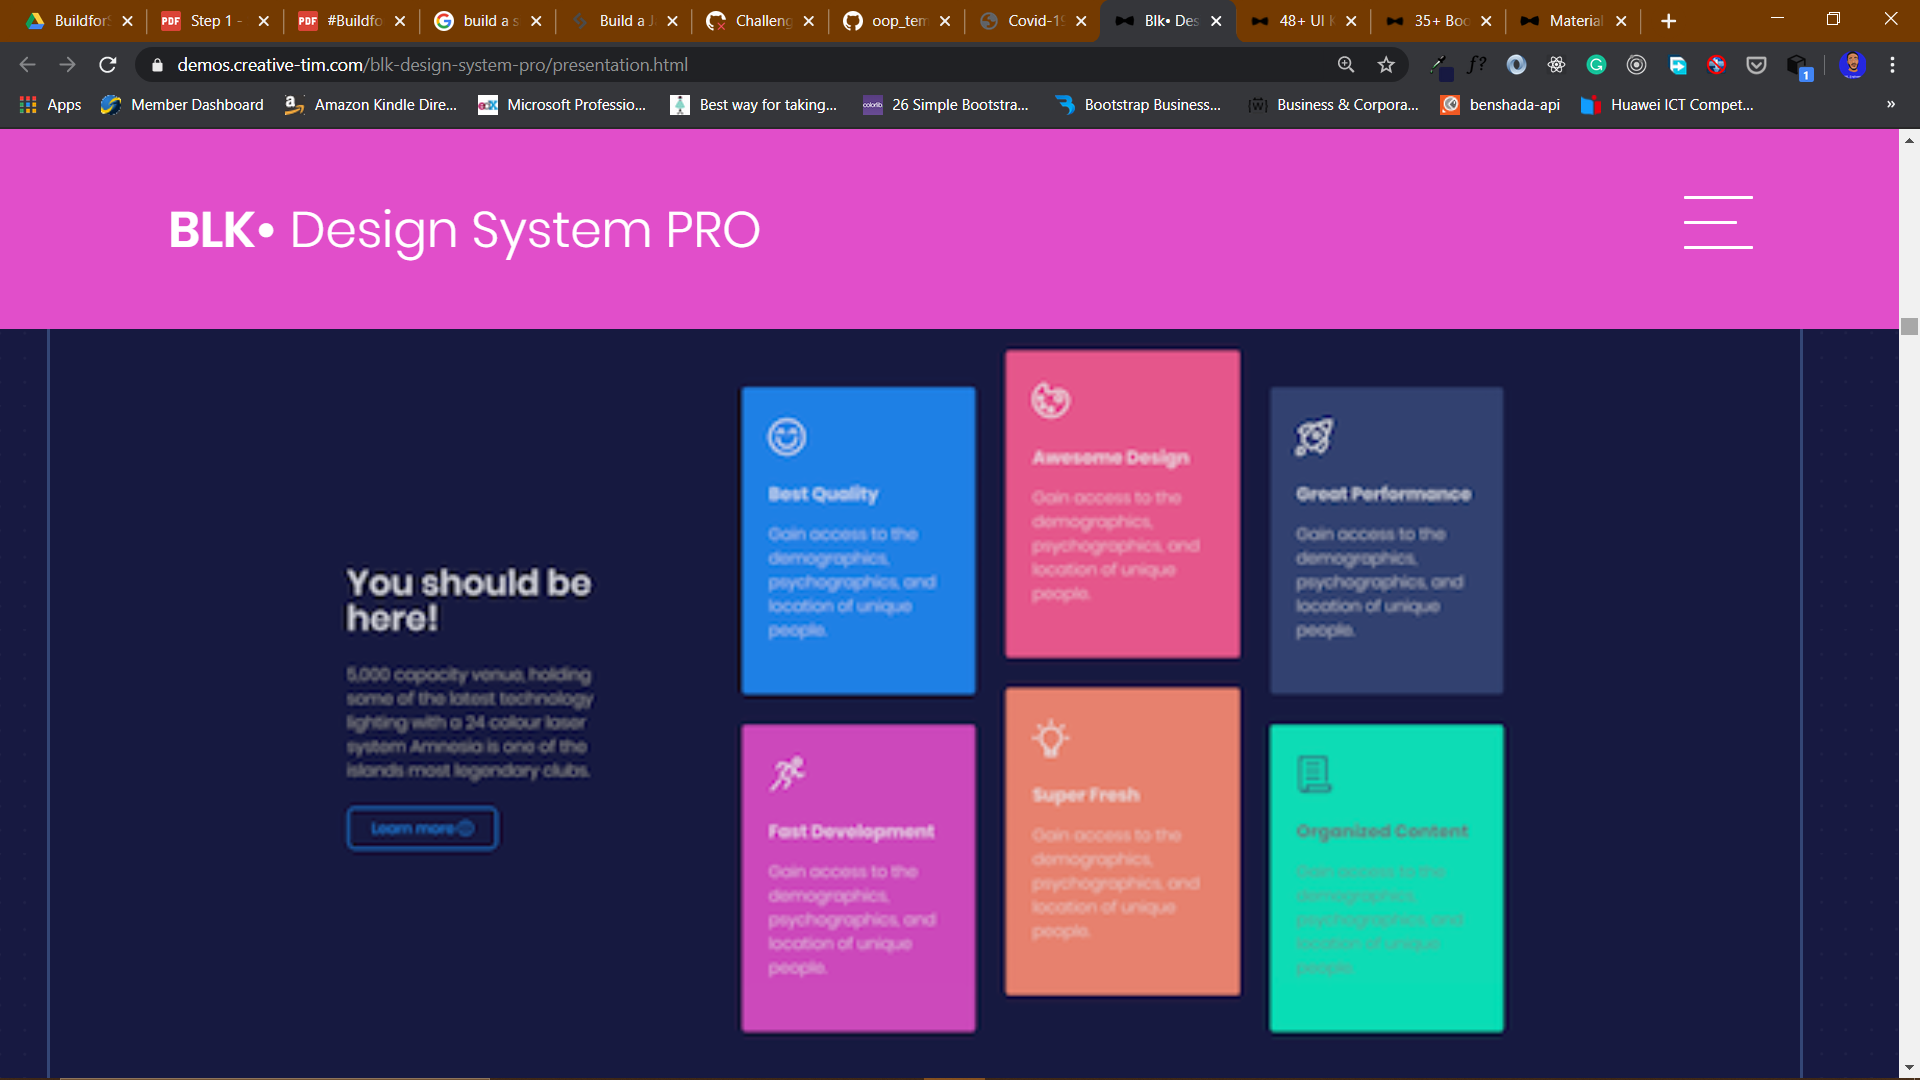 Buildfor
Step 1 -
#Buildfo
build a s
Build a J
Challeng
oop_tem
Covid-19
Blk• Des
48+ UI K
35+ Boo
Material
demos.creative-tim.com/blk-design-system-pro/presentation.html
f?
1
Apps
Member Dashboard
Amazon Kindle Dire...
Microsoft Professio...
Best way for taking...
26 Simple Bootstra...
Bootstrap Business...
Business & Corpora...
benshada-api
Huawei ICT Compet...
»
BLK• Design System PRO
You should be
here!
5,000 capacity venue, holding
some of the latest technology
lighting with a 24 colour laser
system Amnesia is one of the
islands most legendary clubs.
Learn more
Best Quality
Gain access to the
demographics,
psychographics, and
location of unique
people.
Awesome Design
Gain access to the
demographics,
psychographics, and
location of unique
people.
Great Performance
Gain access to the
demographics,
psychographics, and
location of unique
people.
Fast Development
Gain access to the
demographics,
psychographics, and
location of unique
people.
Super Fresh
Gain access to the
demographics,
psychographics, and
location of unique
people.
Organized Content
Gain access to the
demographics,
psychographics, and
location of unique
people.